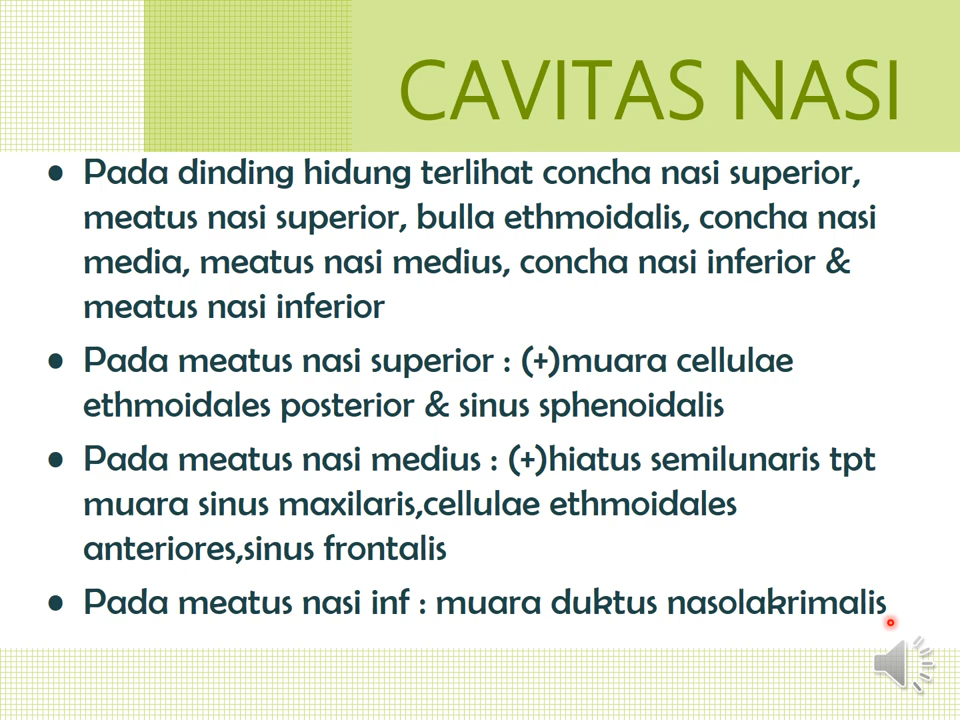 CAVITAS NASI
• Pada dinding hidung terlihat concha nasi superior,
meatus nasi superior, bulla ethmoidalis, concha nasi
media, meatus nasi medius, concha nasi inferior &
meatus nasi inferior
• Pada meatus nasi superior : (+)muara cellulae
ethmoidales posterior & sinus sphenoidalis
• Pada meatus nasi medius : (+)hiatus semilunaris tpt
muara sinus maxilaris,cellulae ethmoidales
anteriores,sinus frontalis
• Pada meatus nasi inf : muara duktus nasolakrimalis